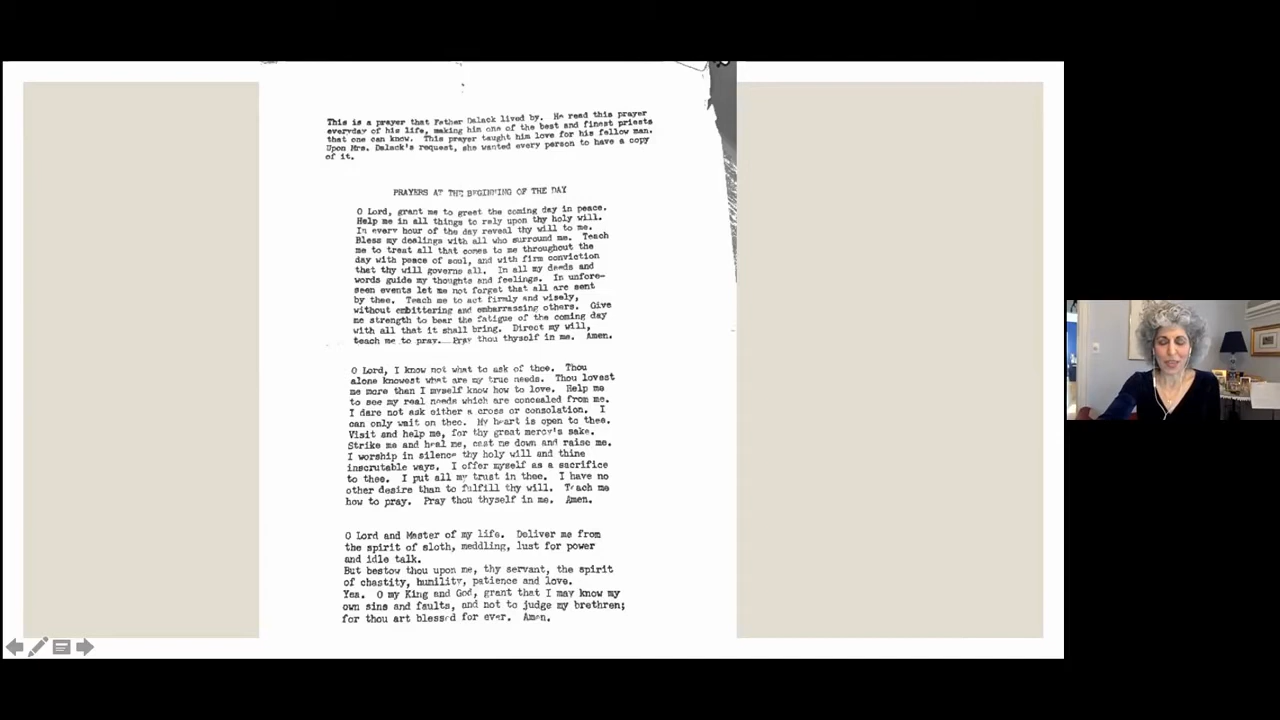 This is a prayer that Father Dalack lived by. He read this prayer
everyday of his life, making him one of the best and finest priests
that one can know. This prayer taught him love for his fellow man.
Upon Mrs. Dalack's request, she wanted every person to have a copy
of it.
PRAYERS AT THE BEGINNING OF THE DAY
O Lord, grant me to greet the coming day in peace.
Help me in all things to rely upon thy holy will.
In every hour of the day reveal thy will to me.
Bless my dealings with all who surround me. Teach
me to treat all that comes to me throughout the
day with peace of soul, and with firm conviction
that thy will governs all. In all my deeds and
words guide my thoughts and feelings. In unfore-
seen events let me not forget that all are sent
by thee. Teach me to act firmly and wisely,
without embittering and embarrassing others. Give
me strength to bear the fatigue of the coming day
with all that it shall bring. Direct my will,
teach me to pray. Pray thou thyself in me. Amen.
O Lord, I know not what to ask of thee. Thou
alone knowest what are my true needs. Thou lovest
me more than I myself know how to love. Help me
to see my real needs which are concealed from me.
I dare not ask either a cross or consolation. I
can only wait on thee. My heart is open to thee.
Visit and help me, for thy great mercy's sake.
Strike me and heal me, cast me down and raise me.
I worship in silence thy holy will and thine
inscrutable ways. I offer myself as a sacrifice
to thee. I put all my trust in thee. I have no
other desire than to fulfill thy will. Teach me
how to pray. Pray thou thyself in me. Amen.
O Lord and Master of my life. Deliver me from
the spirit of sloth, meddling, lust for power
and idle talk.
But bestow thou upon me, thy servant, the spirit
of chastity, humility, patience and love.
Yea. O my King and God, grant that I may know my
own sins and faults, and not to judge my brethren;
for thou art blessed for ever. Amen.